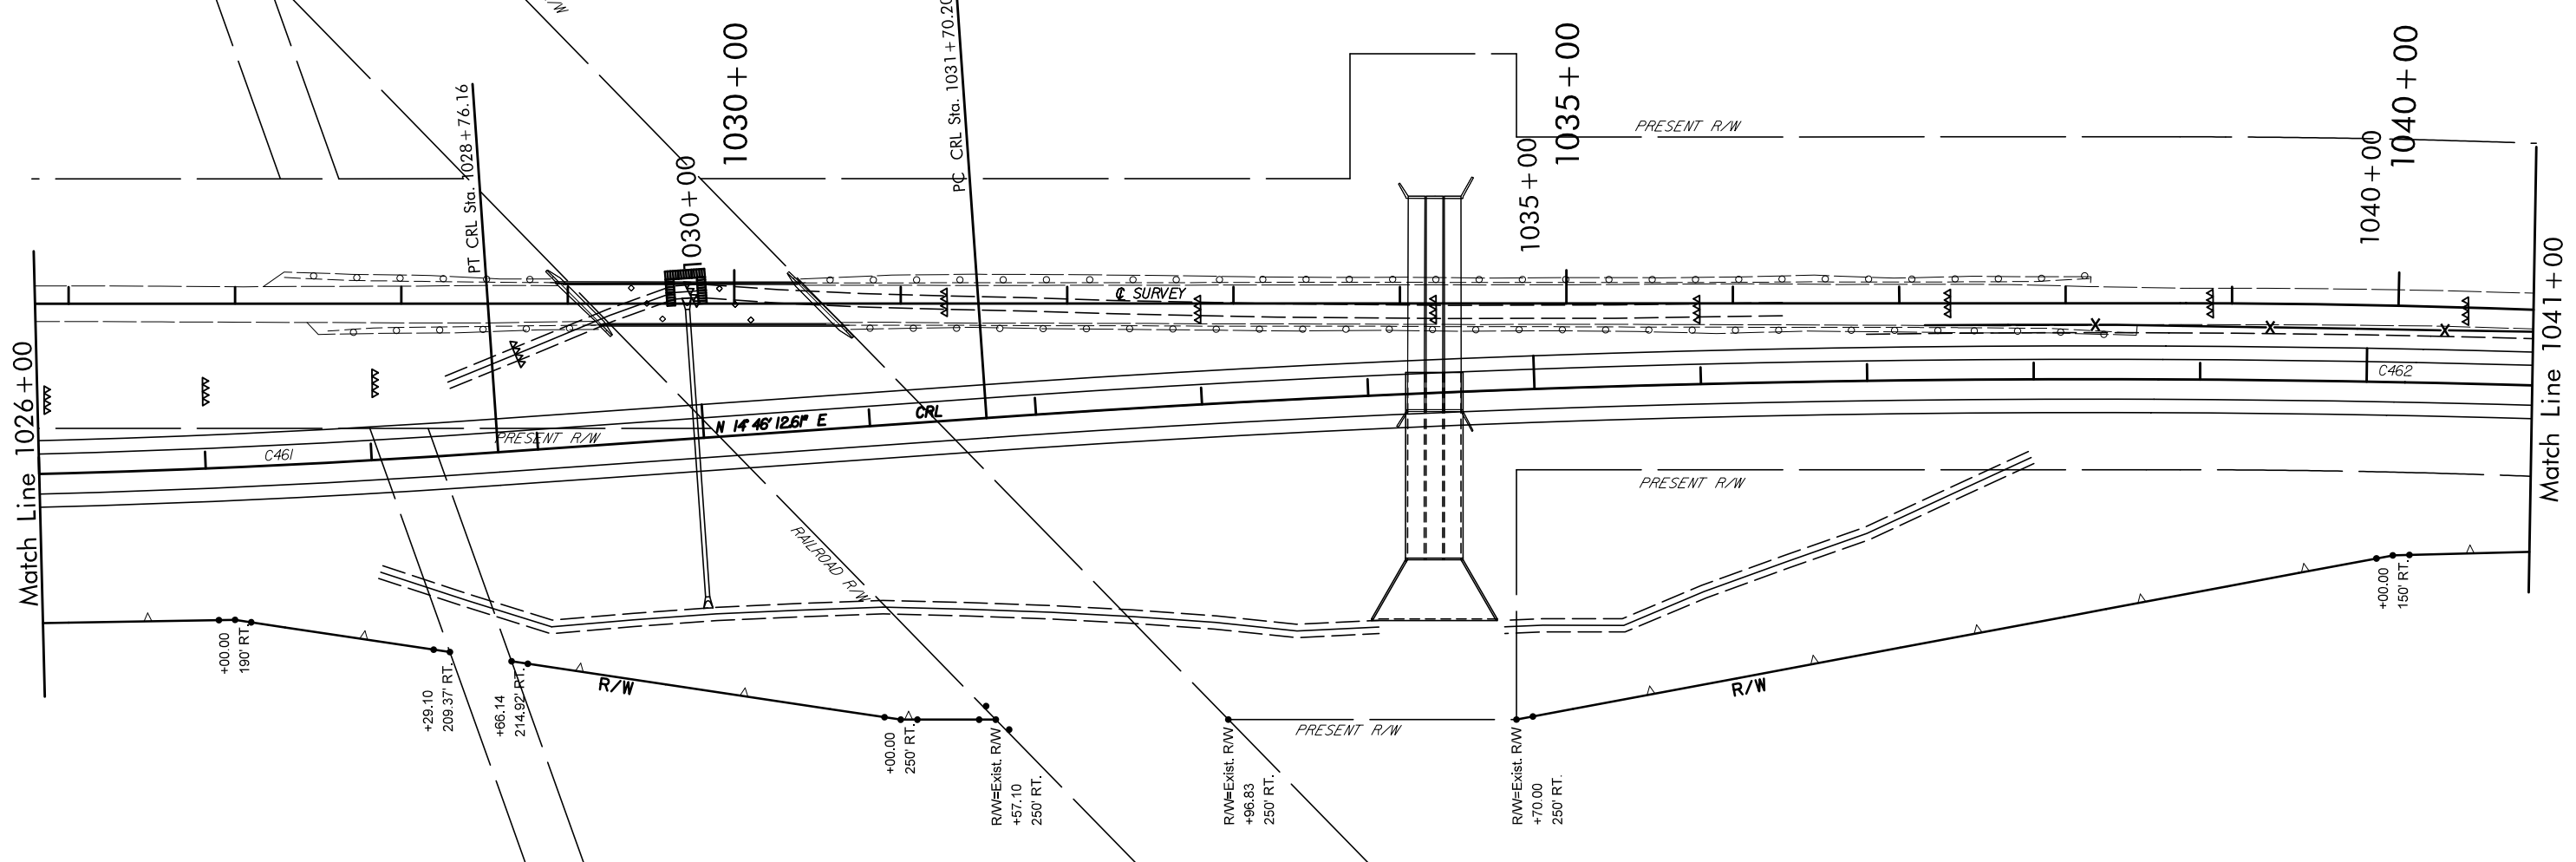 R/W
PT CRL Sta. 1028+76.16
PC CRL Sta. 1031+70.20
1030+00
1035+00
1040+00
1030+00
1035+00
1040+00
PRESENT R/W
Match Line 1026+00
Match Line 1041+00
℄ SURVEY
X
X
X
C462
CRL
N 14° 46' 12.61" E
PRESENT R/W
C461
PRESENT R/W
RAILROAD R/W
+00.00
190' RT.
+29.10
209.37' RT.
+66.14
214.92' RT.
R/W
+00.00
250' RT.
R/W=Exist. R/W
+57.10
250' RT.
R/W=Exist. R/W
+96.83
250' RT.
PRESENT R/W
R/W=Exist. R/W
+70.00
250' RT.
R/W
+00.00
150' RT.